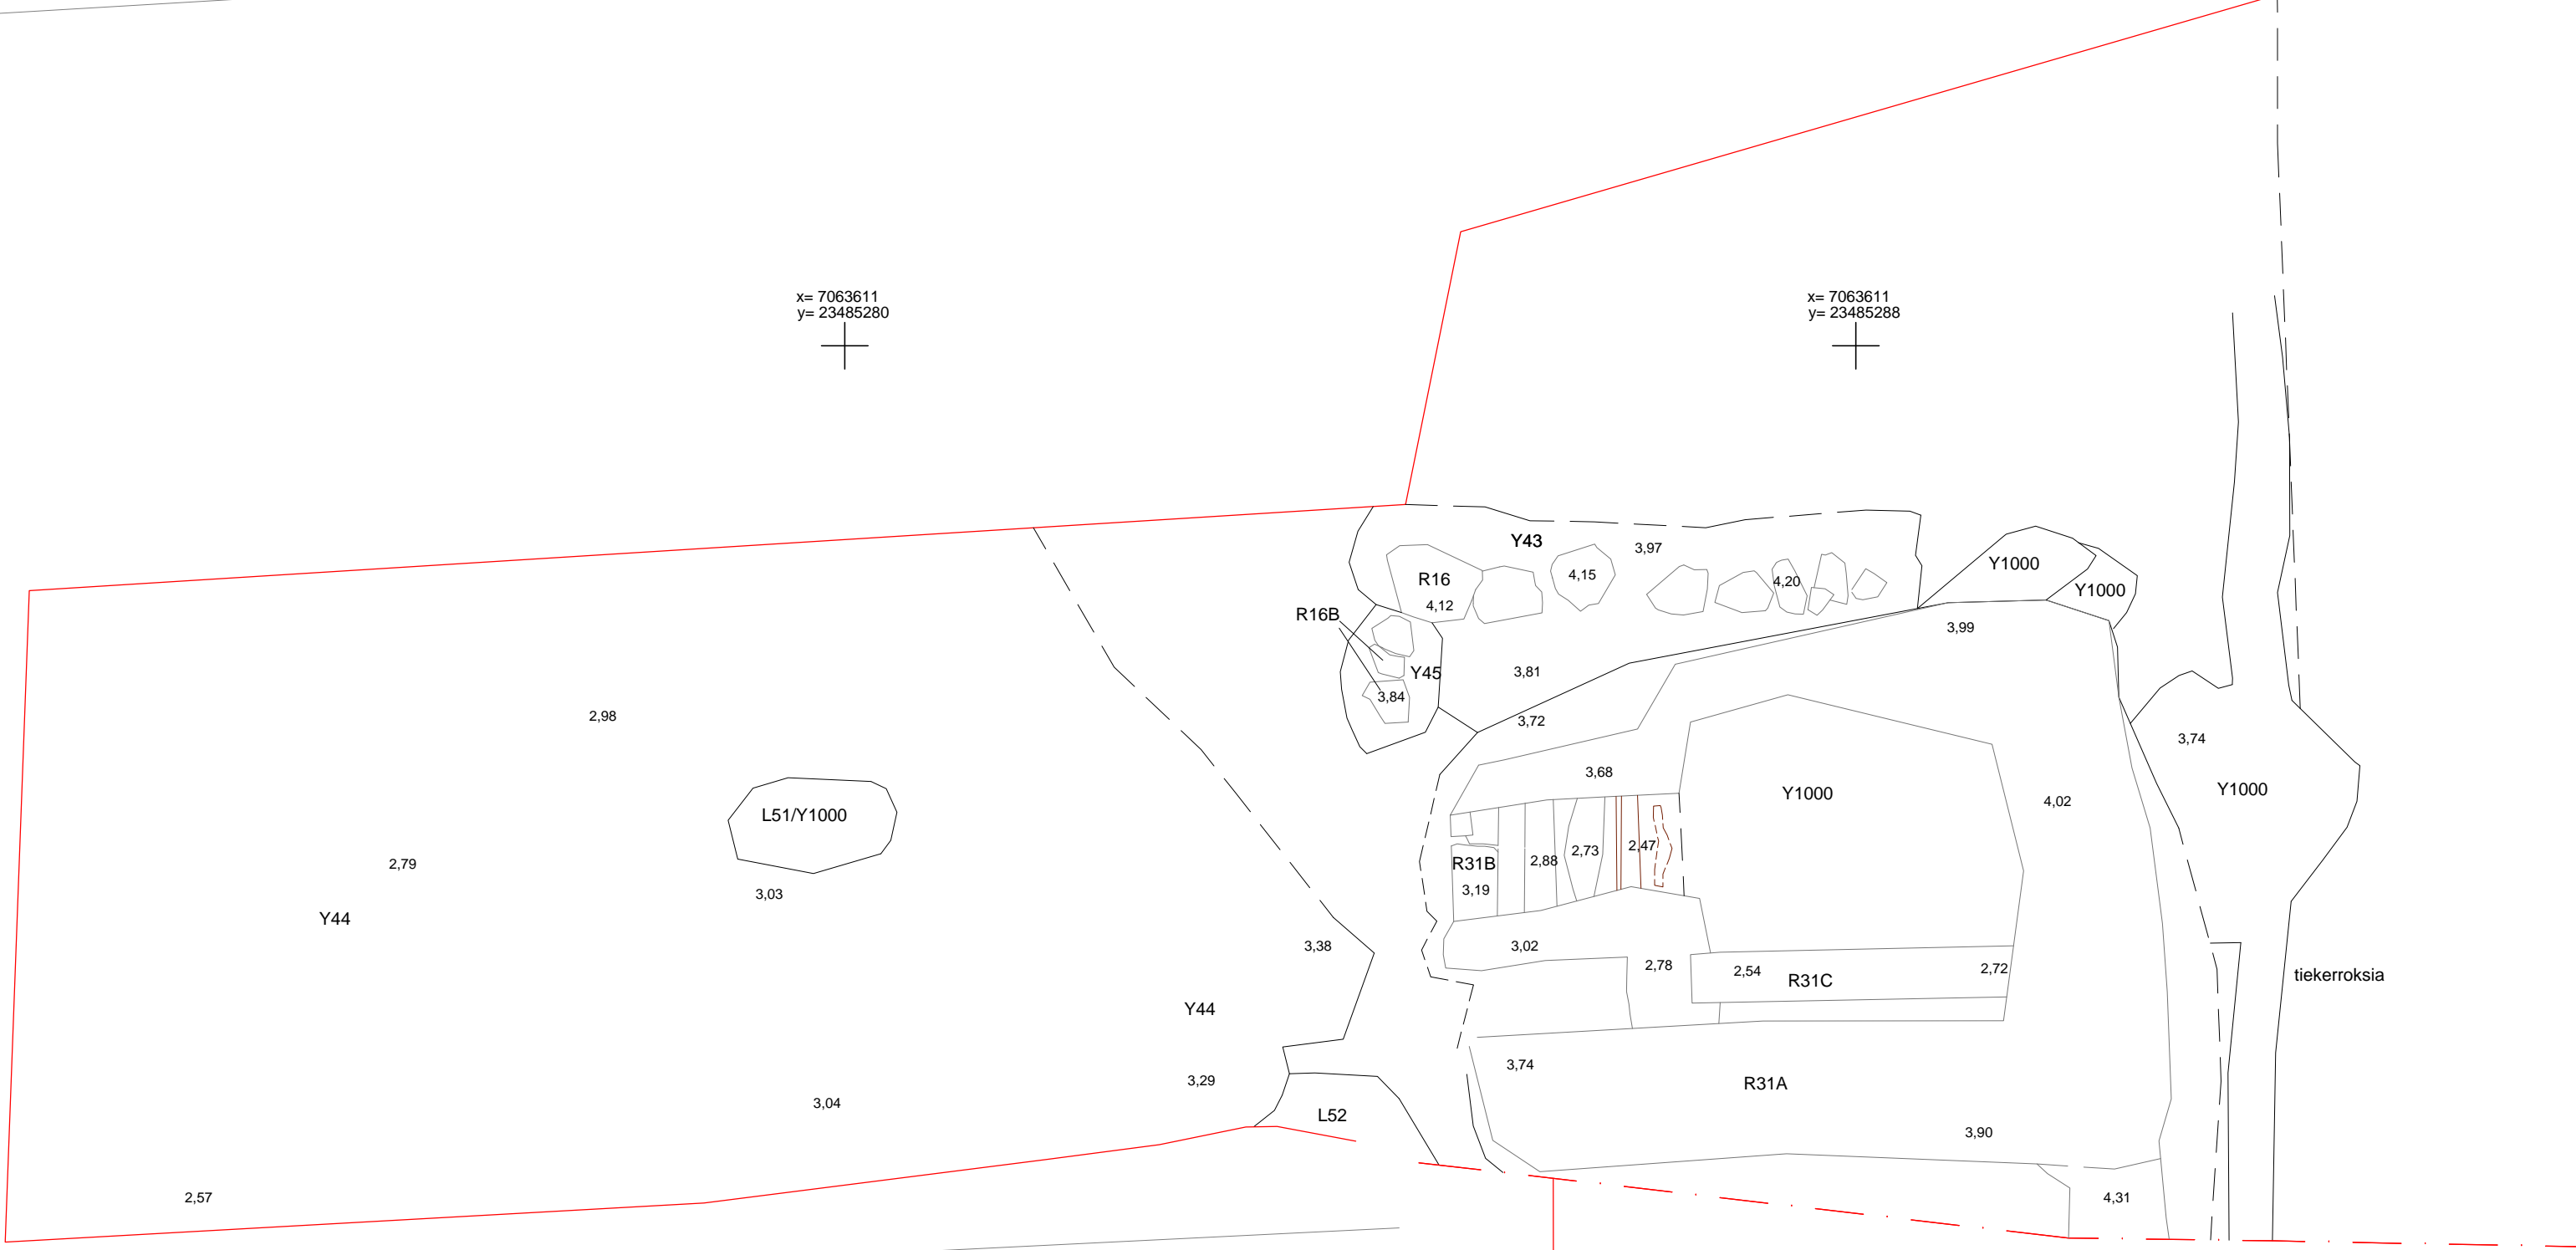 x= 7063611
y= 23485280
x= 7063611
y= 23485288
Y43
3,97
R16
4,12
4,15
4,20
Y1000
Y1000
R16B
3,99
Y45
3,81
3,84
3,72
2,98
3,74
3,68
Y1000
Y1000
4,02
L51/Y1000
2,79
3,03
R31B
3,19
2,88
2,73
2,47
Y44
3,38
3,02
2,78
2,54
R31C
2,72
tiekerroksia
Y44
3,74
3,29
R31A
3,04
L52
3,90
2,57
4,31